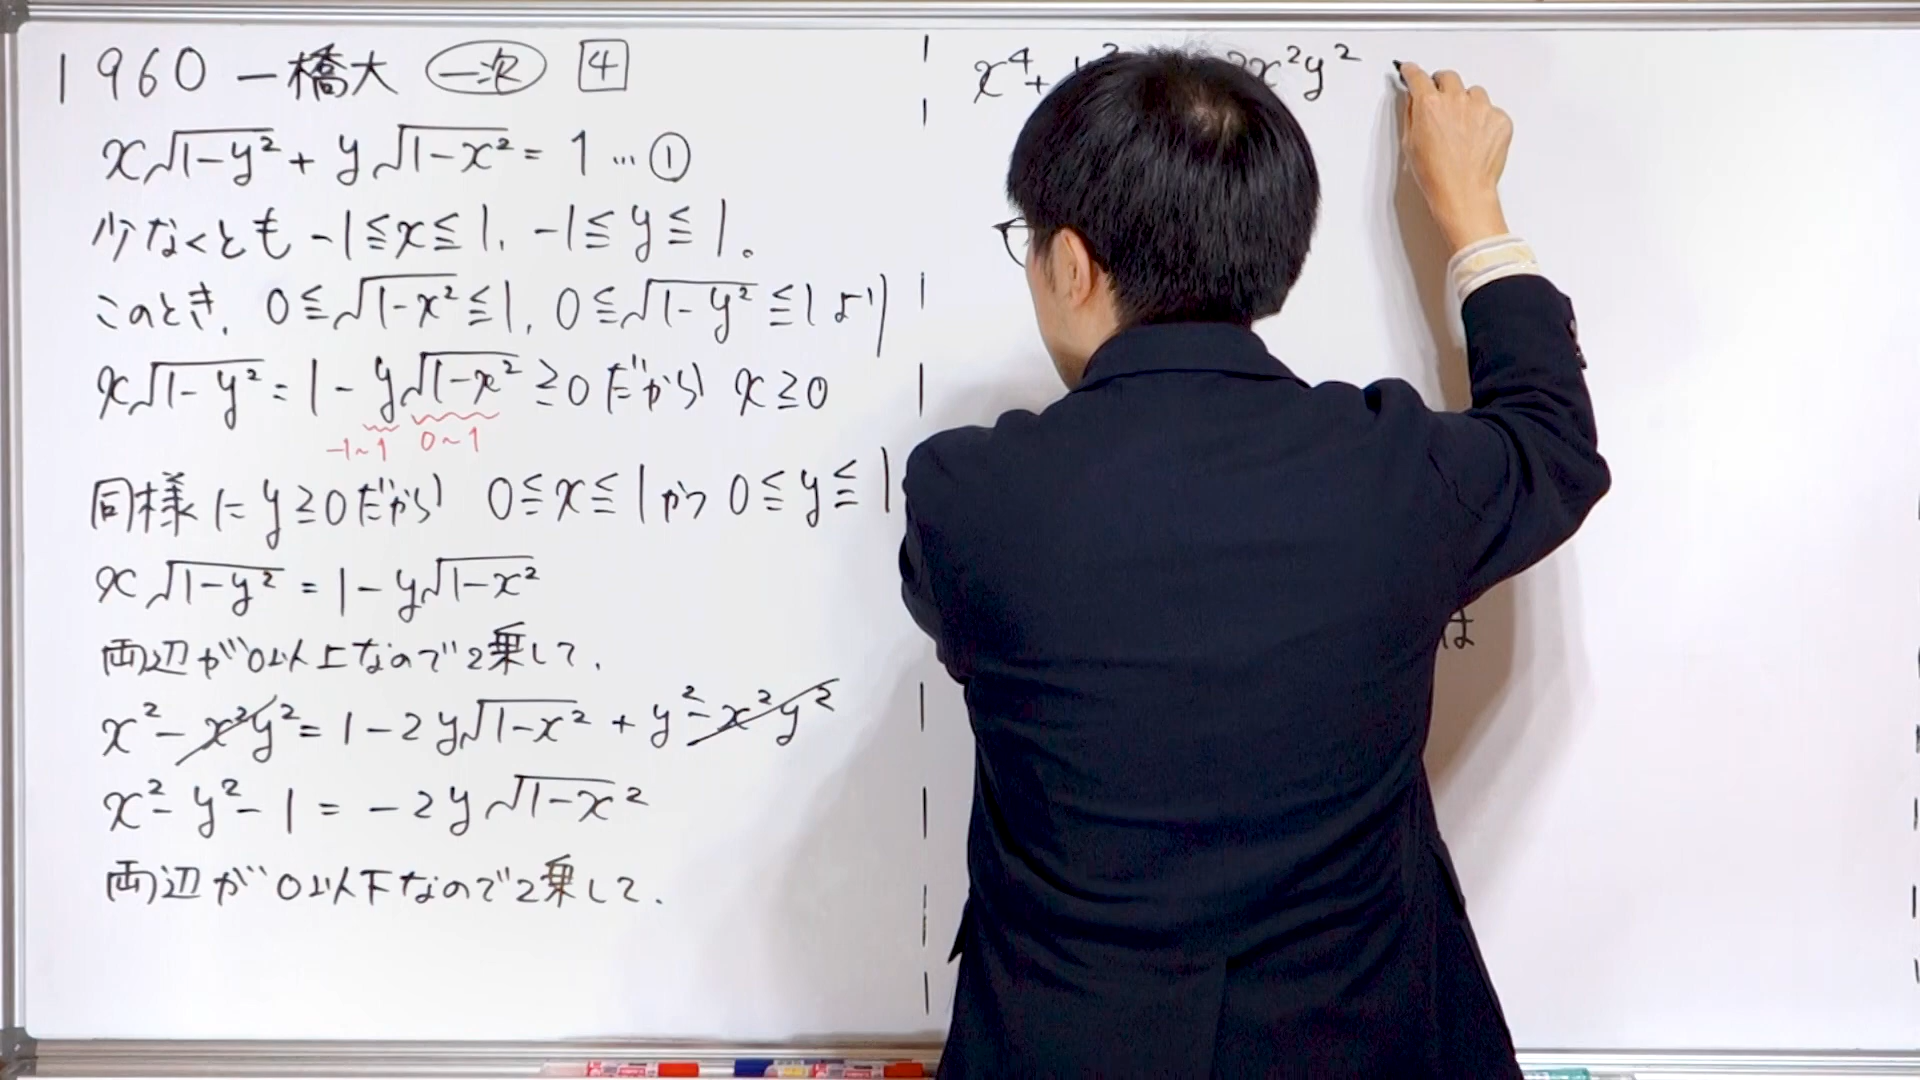 1960 一橋大 一次 4
x√1-y² + y√1-x² = 1 … ①
少なくとも -1≦x≦1, -1≦y≦1。
このとき, 0≦√1-x²≦1, 0≦√1-y²≦1 より
x√1-y² = 1-y√1-x² ≧0だから x≧0
-1~1 0~1
同様に y≧0だから 0≦x≦1かつ 0≦y≦1
x√1-y² = 1-y√1-x²
両辺が0以上なので2乗して,
x²-x²y² = 1-2y√1-x² + y²-x²y²
x²-y²-1 = -2y√1-x²
両辺が0以下なので2乗して,
x⁴+ 2x²y²
は